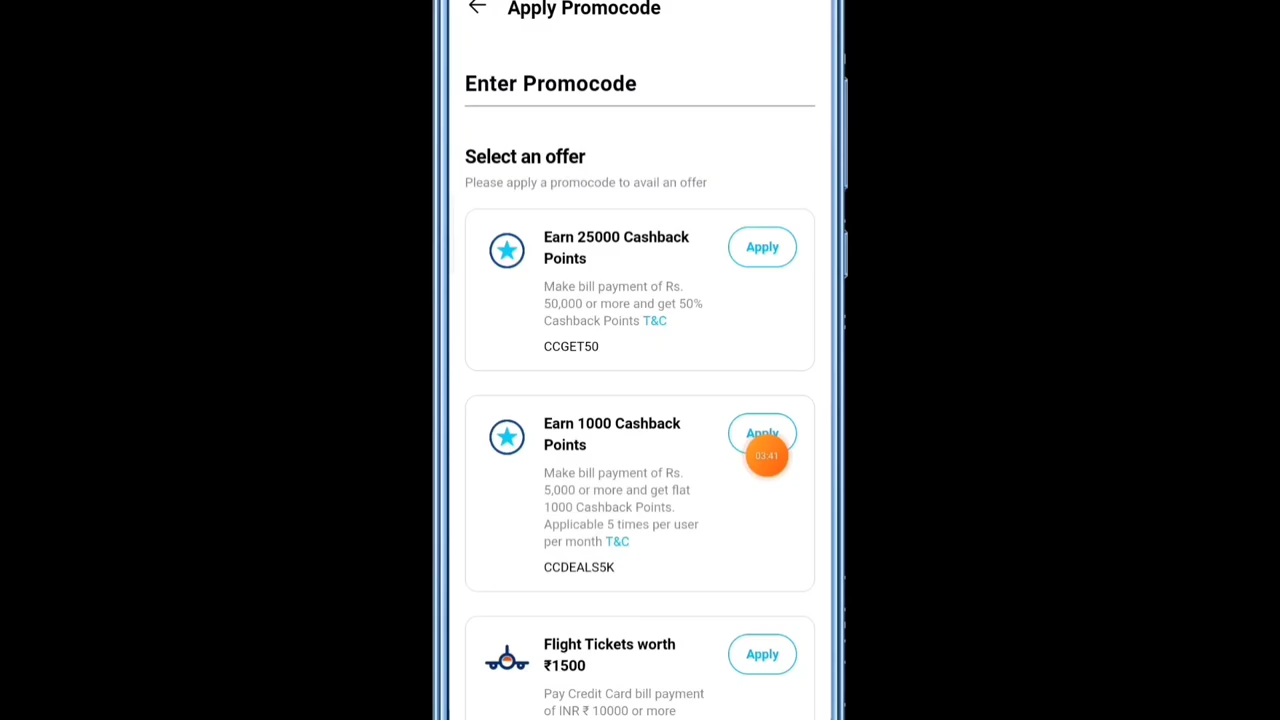 Apply Promocode
Enter Promocode
Select an offer
Please apply a promocode to avail an offer
Earn 25000 Cashback
Points
Apply
Make bill payment of Rs.
50,000 or more and get 50%
Cashback Points T&C
CCGET50
Earn 1000 Cashback
Points
Apply
03:41
Make bill payment of Rs.
5,000 or more and get flat
1000 Cashback Points.
Applicable 5 times per user
per month T&C
CCDEALS5K
Flight Tickets worth
₹1500
Apply
Pay Credit Card bill payment
of INR ₹ 10000 or more